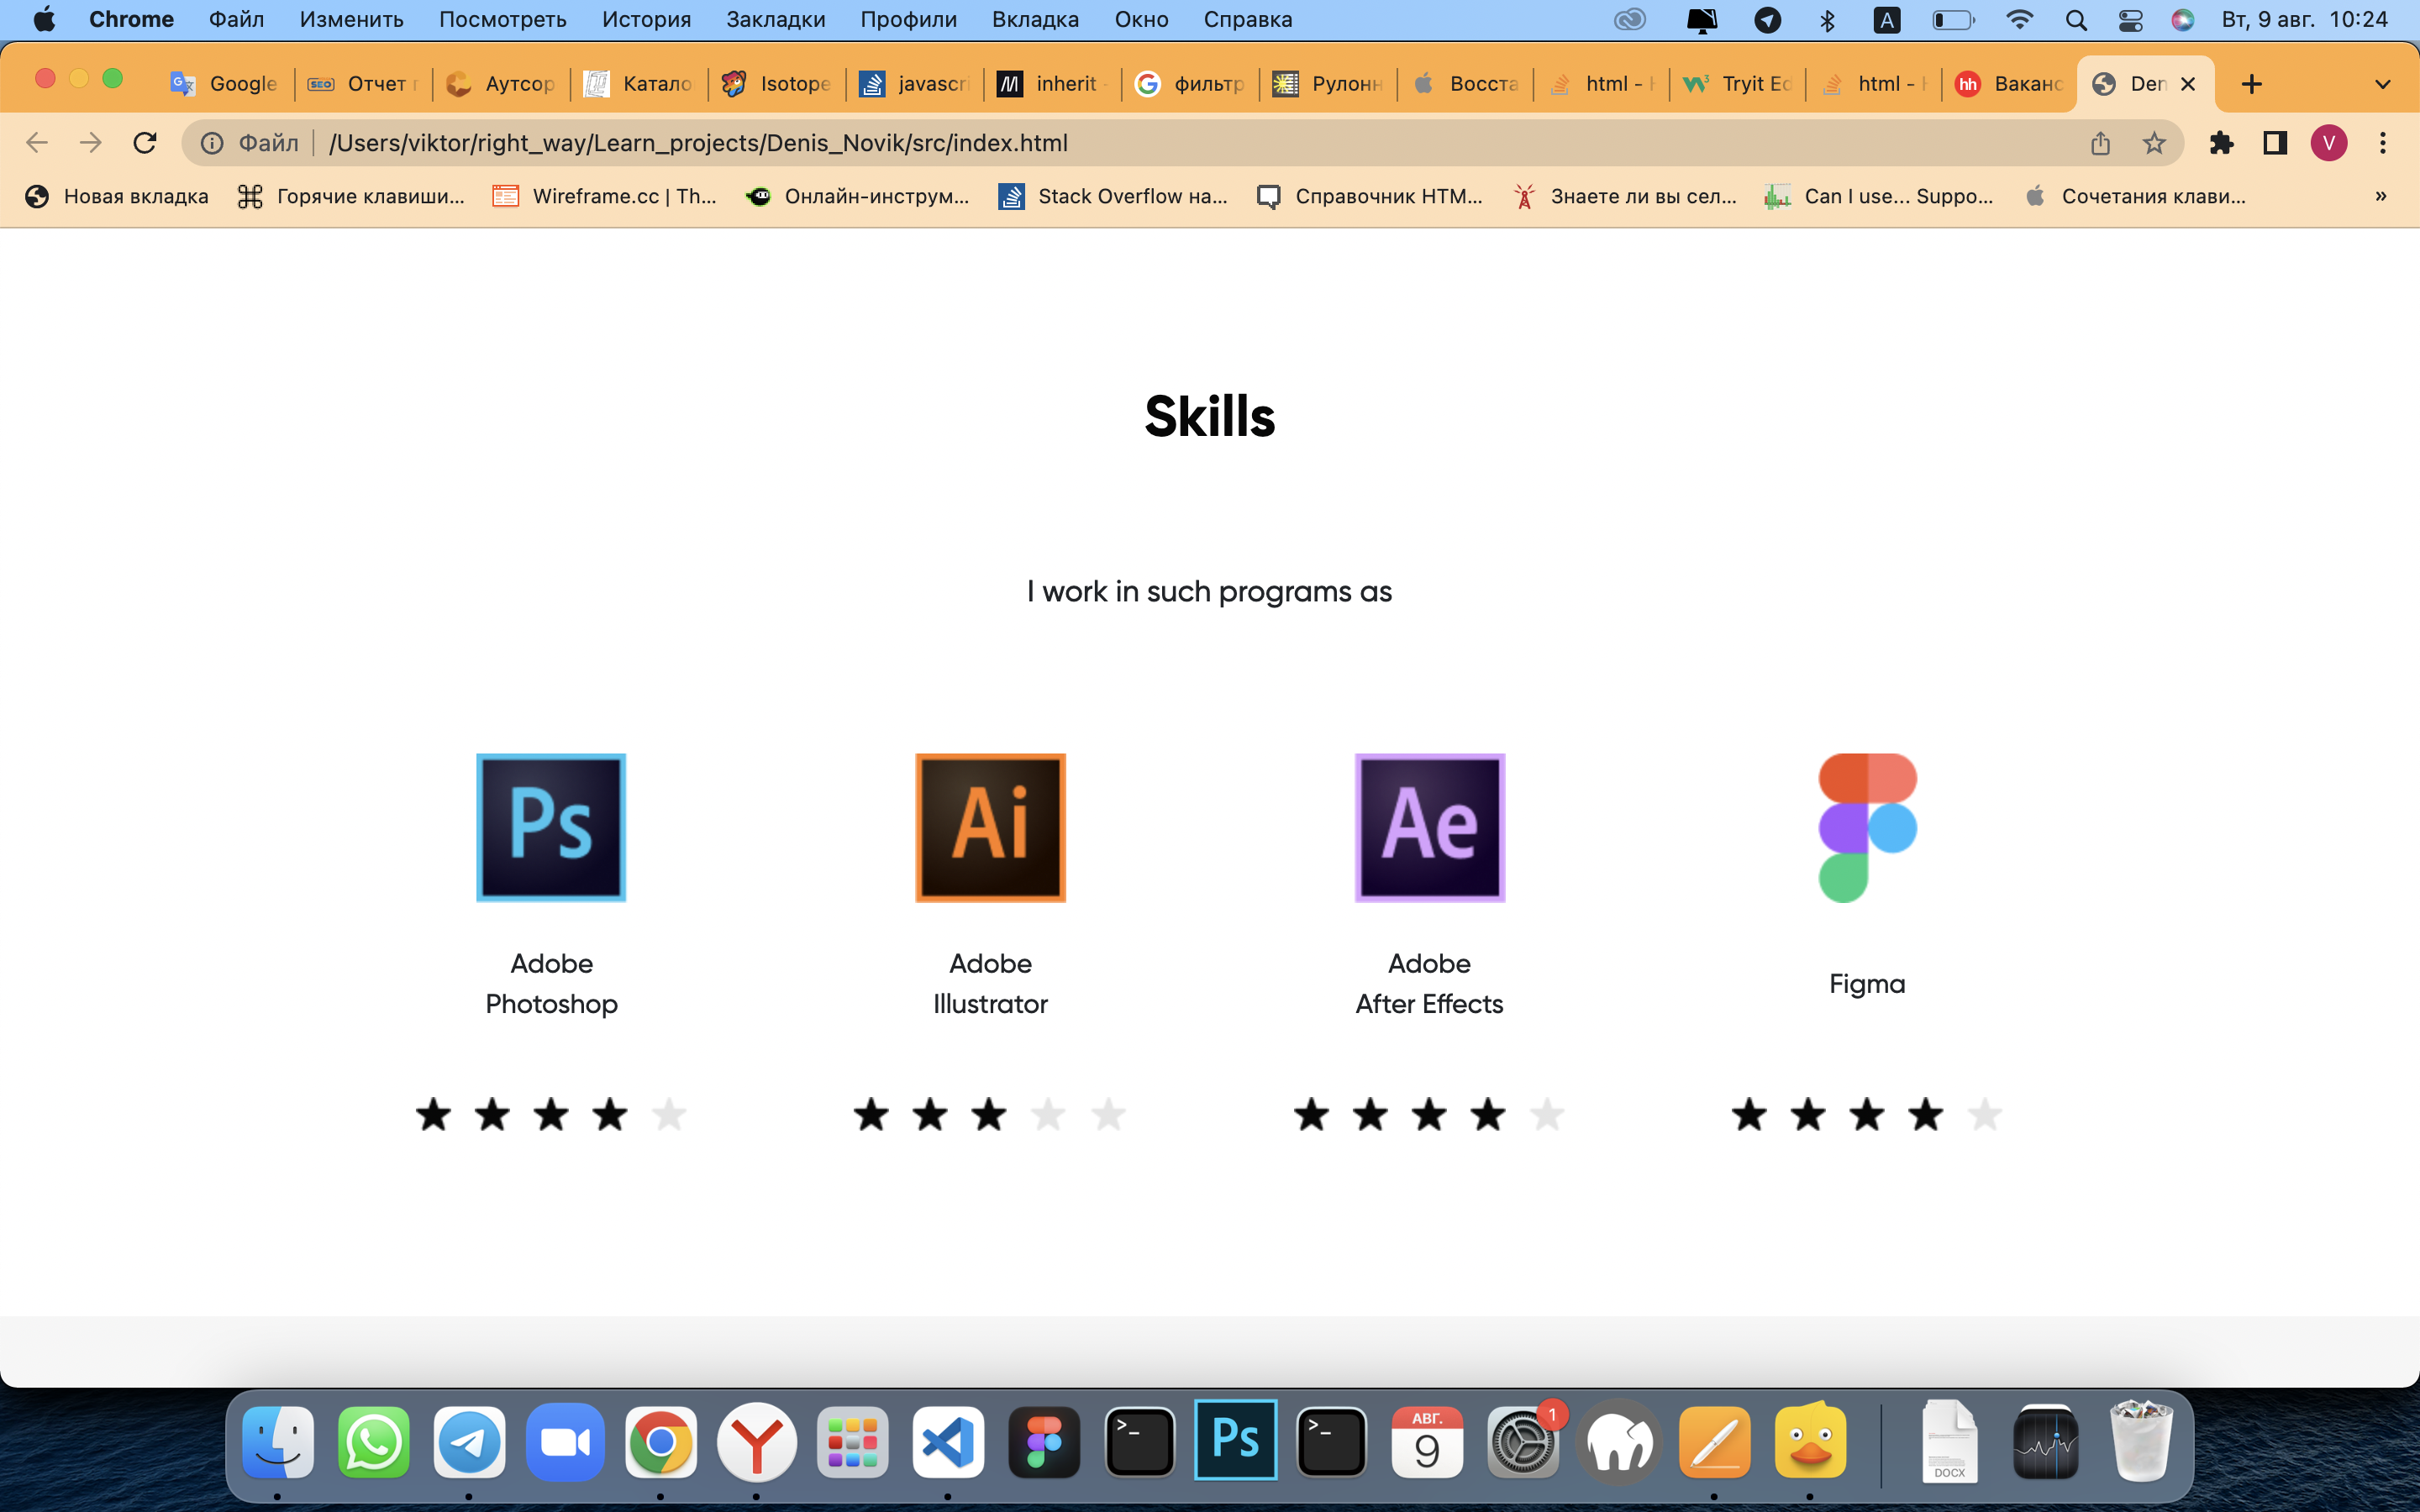 Chrome Файл Изменить Посмотреть История Закладки Профили Вкладка Окно Справка A Вт, 9 авг. 10:24
Google SEO Отчет Аутсор Катало Isotope javascri inherit фильтр Рулонн Восста html - Tryit Ed html - hh Ваканс Den
Файл /Users/viktor/right_way/Learn_projects/Denis_Novik/src/index.html V
Новая вкладка Горячие клавиши... Wireframe.cc | Th... Онлайн-инструм... Stack Overflow на... Справочник HTM... Знаете ли вы сел... Can I use... Suppo... Сочетания клави... »
Skills
I work in such programs as
Ps Ai Ae
Adobe
Photoshop
Adobe
Illustrator
Adobe
After Effects
Figma
>_ Ps >_ АВГ. 9 1 DOCX